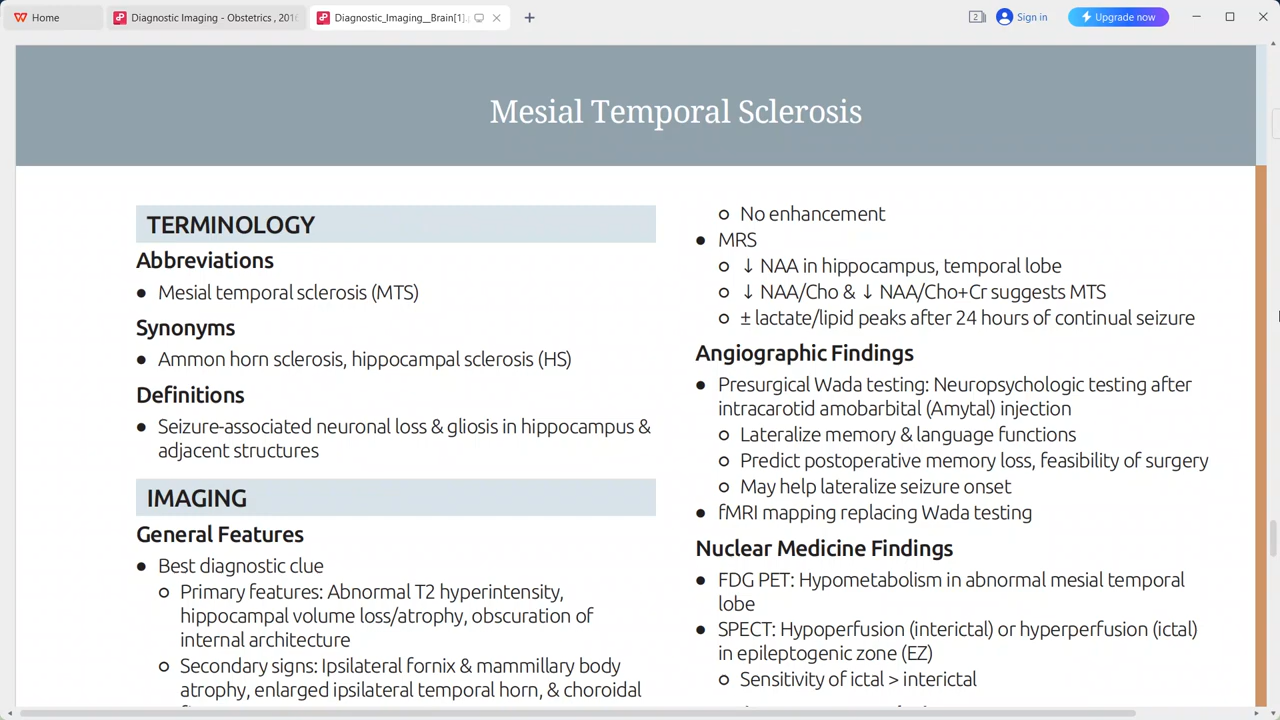 Home
Diagnostic Imaging - Obstetrics , 2016
Diagnostic_Imaging__Brain[1].
2
Sign in
Upgrade now
Mesial Temporal Sclerosis
TERMINOLOGY
Abbreviations
● Mesial temporal sclerosis (MTS)
Synonyms
● Ammon horn sclerosis, hippocampal sclerosis (HS)
Definitions
● Seizure-associated neuronal loss & gliosis in hippocampus &
adjacent structures
IMAGING
General Features
● Best diagnostic clue
○ Primary features: Abnormal T2 hyperintensity,
hippocampal volume loss/atrophy, obscuration of
internal architecture
○ Secondary signs: Ipsilateral fornix & mammillary body
atrophy, enlarged ipsilateral temporal horn, & choroidal
○ No enhancement
● MRS
○ ↓ NAA in hippocampus, temporal lobe
○ ↓ NAA/Cho & ↓ NAA/Cho+Cr suggests MTS
○ ± lactate/lipid peaks after 24 hours of continual seizure
Angiographic Findings
● Presurgical Wada testing: Neuropsychologic testing after
intracarotid amobarbital (Amytal) injection
○ Lateralize memory & language functions
○ Predict postoperative memory loss, feasibility of surgery
○ May help lateralize seizure onset
● fMRI mapping replacing Wada testing
Nuclear Medicine Findings
● FDG PET: Hypometabolism in abnormal mesial temporal
lobe
● SPECT: Hypoperfusion (interictal) or hyperperfusion (ictal)
in epileptogenic zone (EZ)
○ Sensitivity of ictal > interictal